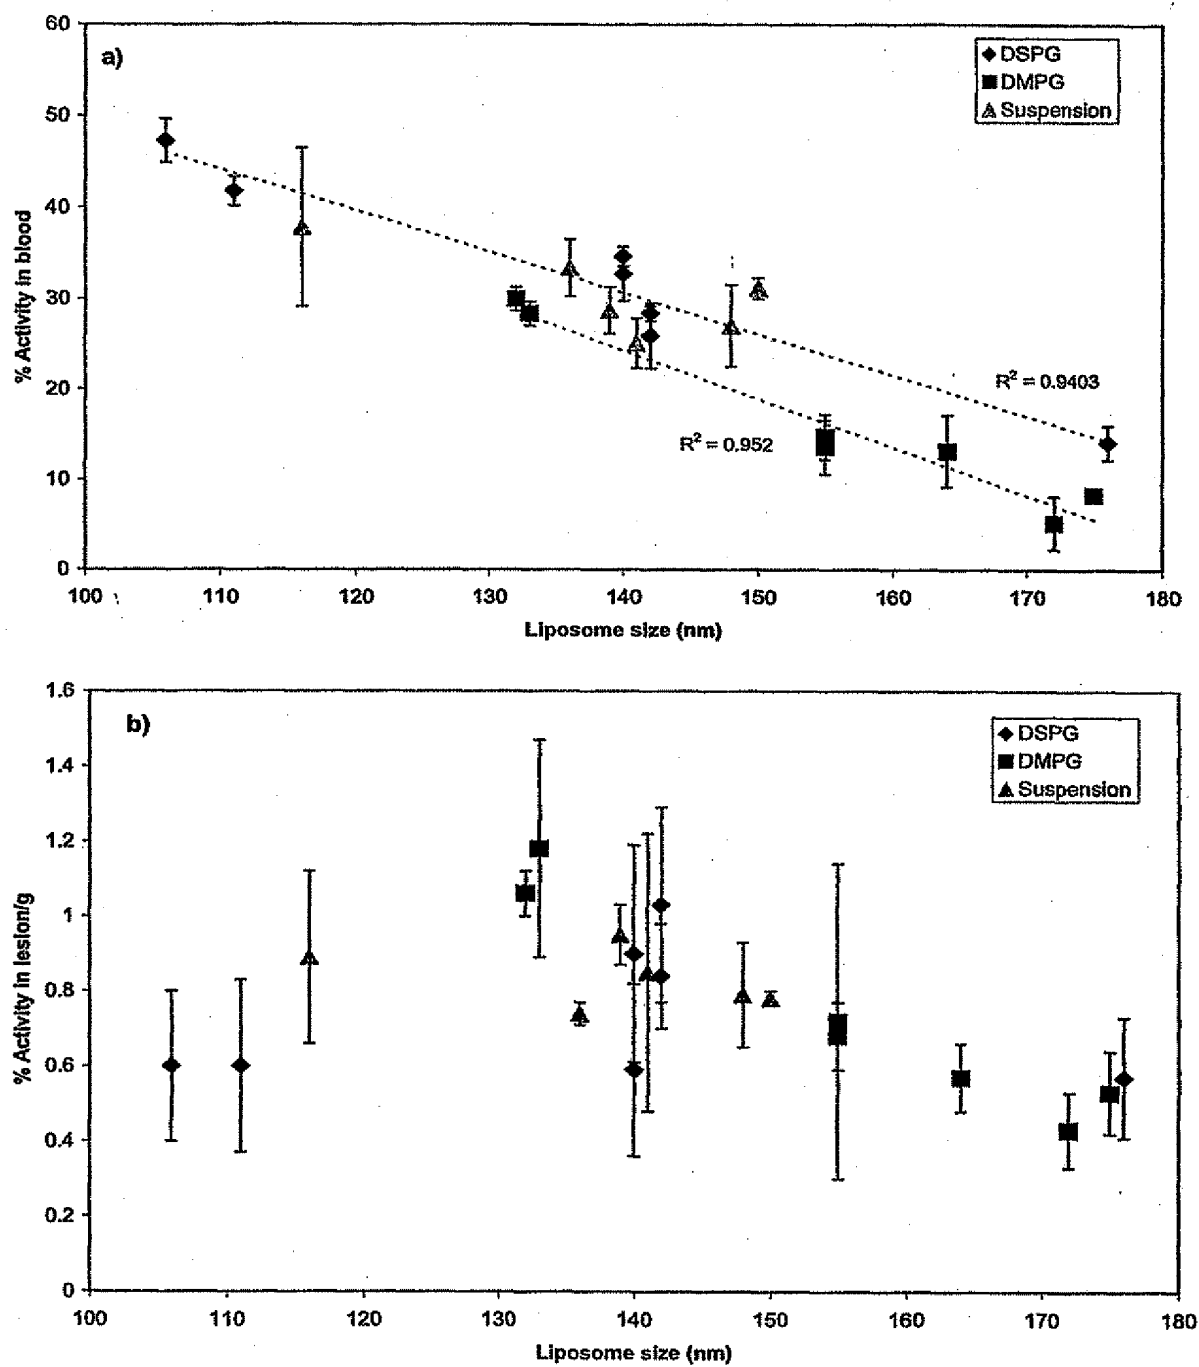 60
a)
DSPG
DMPG
Suspension
50
40
% Activity in blood
30
R² = 0.9403
20
R² = 0.952
10
0
100 110 120 130 140 150 160 170 180
Liposome size (nm)
1.6
b)
DSPG
DMPG
Suspension
1.4
1.2
1
% Activity in lesion/g
0.8
0.6
0.4
0.2
0
100 110 120 130 140 150 160 170 180
Liposome size (nm)